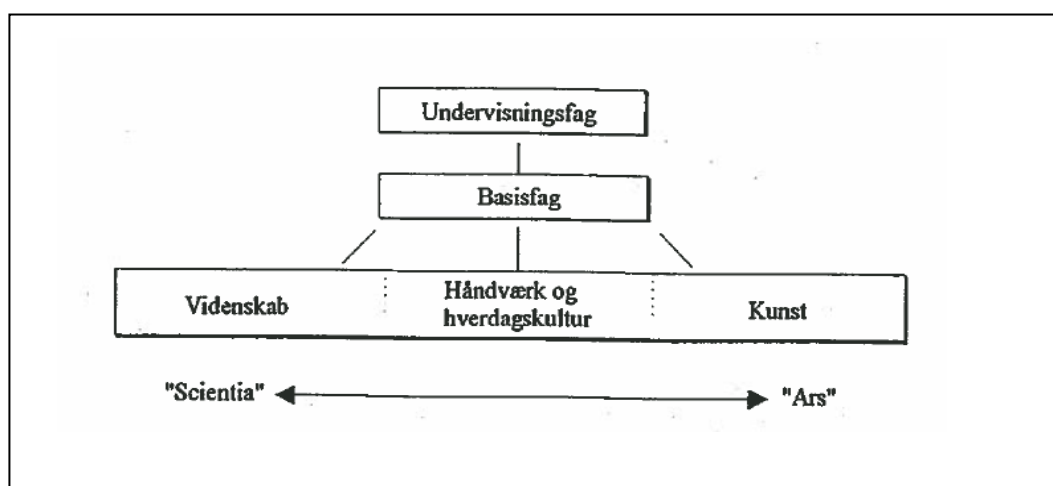 Undervisningsfag
Basisfag
Videnskab
Håndværk og
hverdagskultur
Kunst
"Scientia"
"Ars"